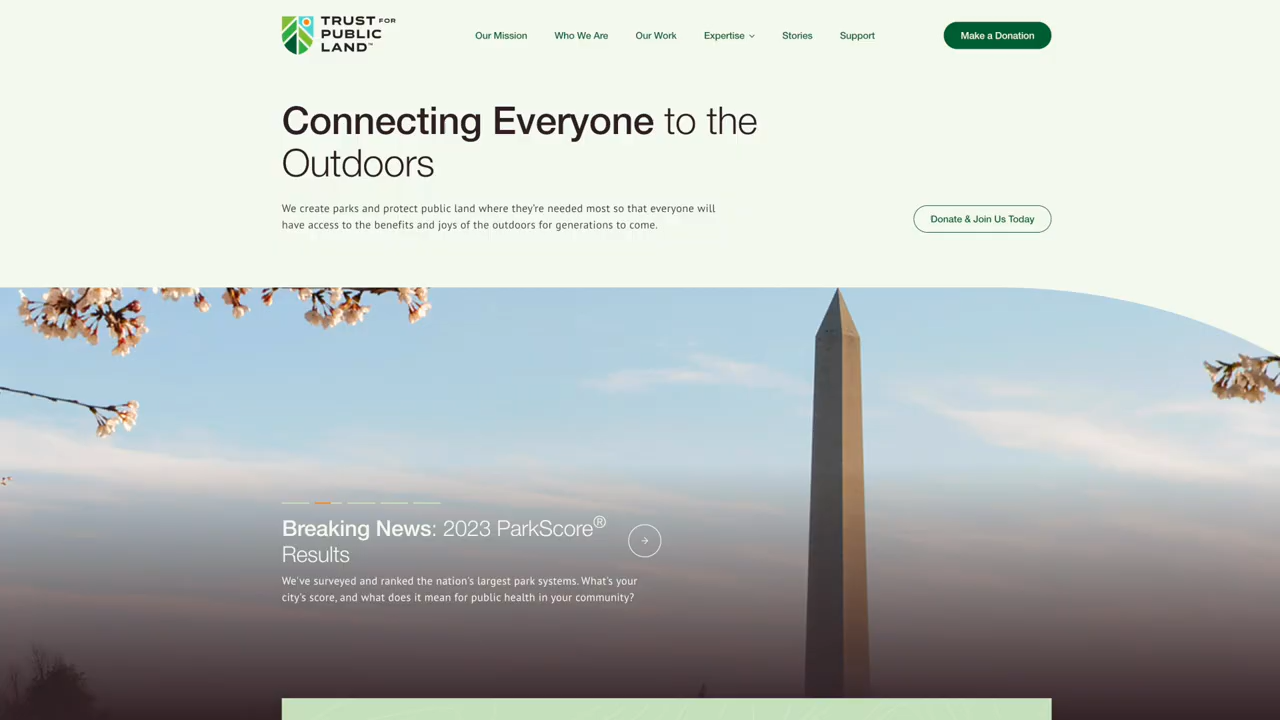 TRUST FOR
PUBLIC
LAND™
Our Mission
Who We Are
Our Work
Expertise
Stories
Support
Make a Donation
Connecting Everyone to the
Outdoors
We create parks and protect public land where they're needed most so that everyone will
have access to the benefits and joys of the outdoors for generations to come.
Donate & Join Us Today
Breaking News: 2023 ParkScore®
Results
We've surveyed and ranked the nation's largest park systems. What's your
city's score, and what does it mean for public health in your community?